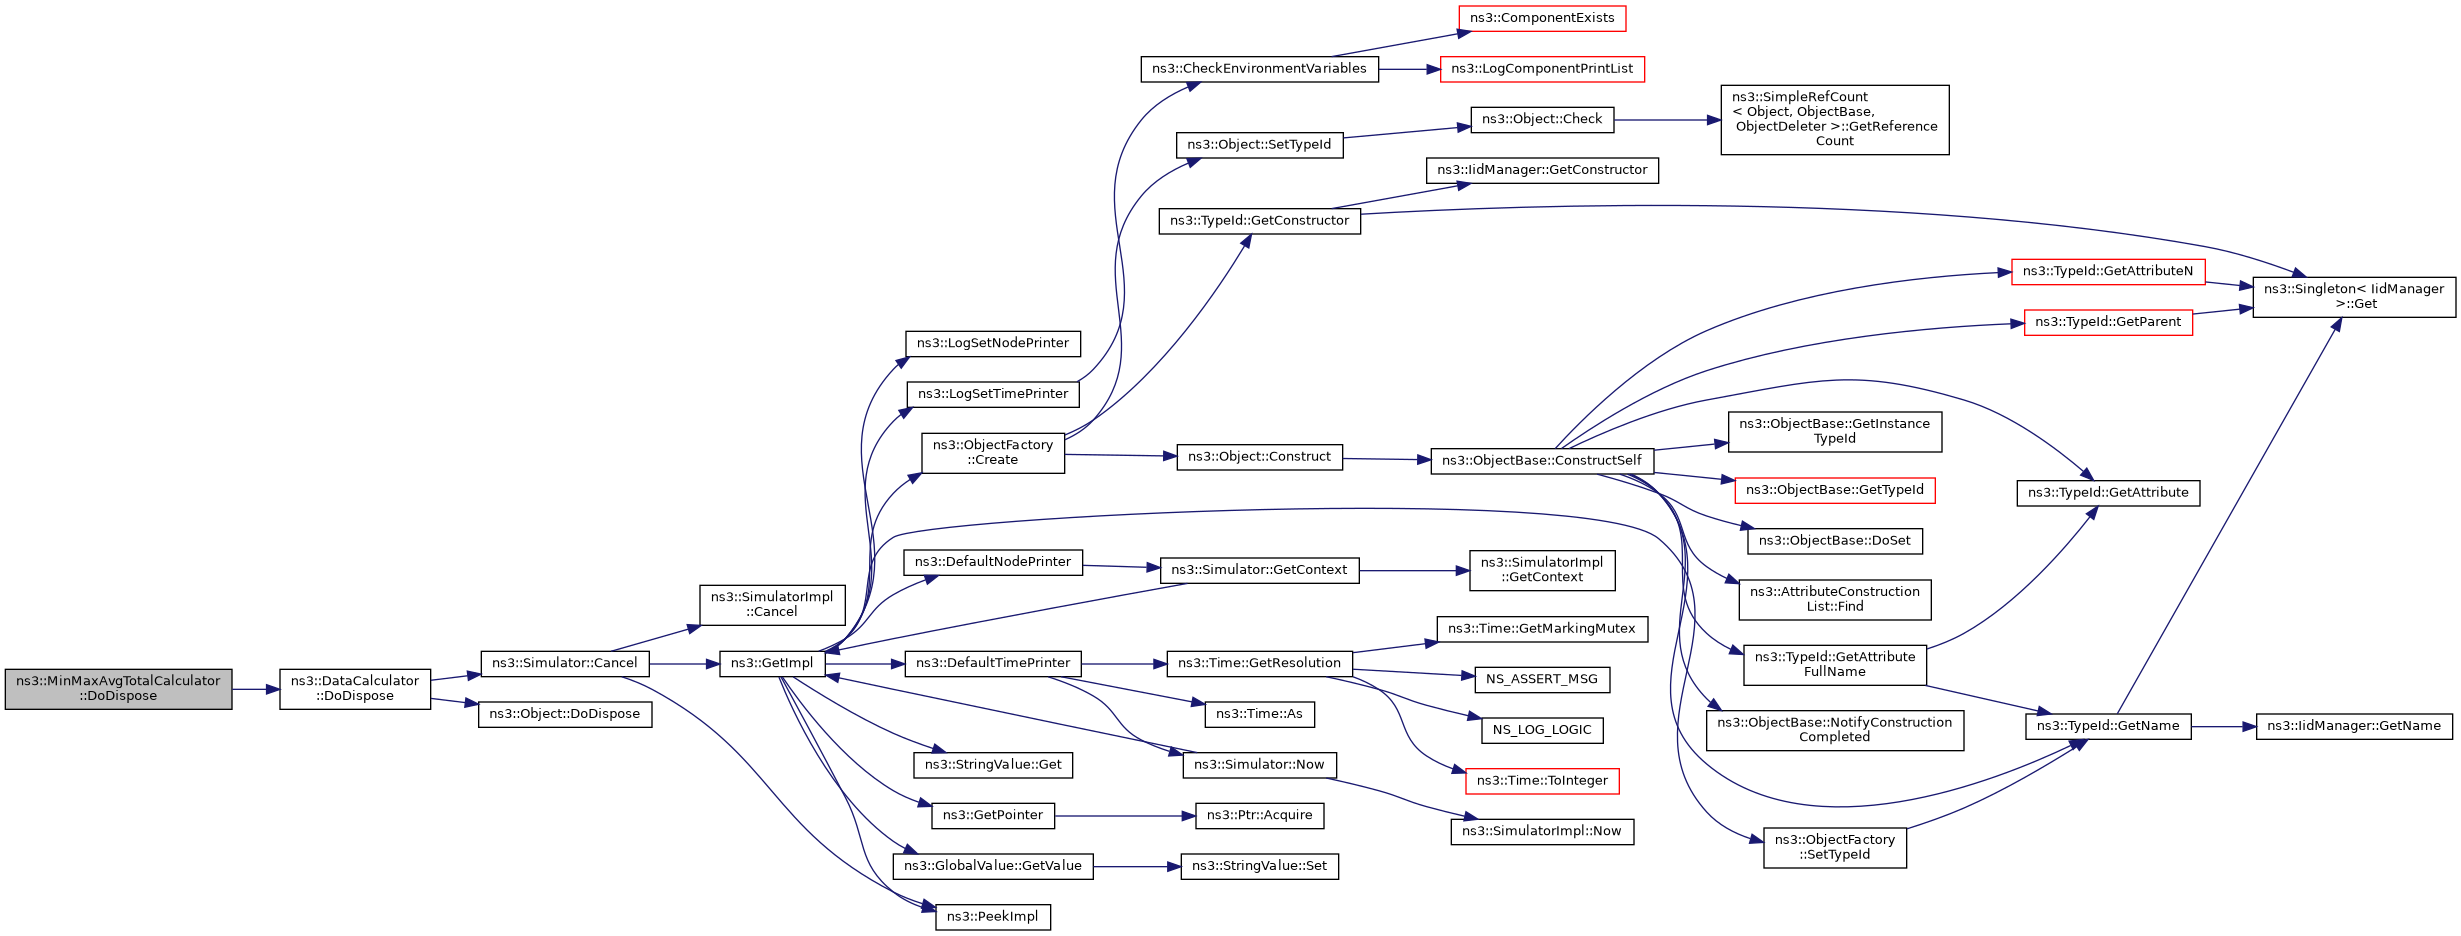 ns3::MinMaxAvgTotalCalculator
::DoDispose
ns3::DataCalculator
::DoDispose
ns3::Simulator::Cancel
ns3::Object::DoDispose
ns3::SimulatorImpl
::Cancel
ns3::GetImpl
ns3::LogSetNodePrinter
ns3::LogSetTimePrinter
ns3::ObjectFactory
::Create
ns3::DefaultNodePrinter
ns3::DefaultTimePrinter
ns3::StringValue::Get
ns3::GetPointer
ns3::GlobalValue::GetValue
ns3::PeekImpl
ns3::CheckEnvironmentVariables
ns3::Object::SetTypeId
ns3::TypeId::GetConstructor
ns3::Object::Construct
ns3::Simulator::GetContext
ns3::Time::GetResolution
ns3::Time::As
ns3::Simulator::Now
ns3::Ptr::Acquire
ns3::StringValue::Set
ns3::ComponentExists
ns3::LogComponentPrintList
ns3::Object::Check
ns3::IidManager::GetConstructor
ns3::ObjectBase::ConstructSelf
ns3::SimulatorImpl
::GetContext
ns3::Time::GetMarkingMutex
NS_ASSERT_MSG
NS_LOG_LOGIC
ns3::Time::ToInteger
ns3::SimulatorImpl::Now
ns3::SimpleRefCount
< Object, ObjectBase,
ObjectDeleter >::GetReference
Count
ns3::ObjectBase::GetInstance
TypeId
ns3::ObjectBase::GetTypeId
ns3::ObjectBase::DoSet
ns3::AttributeConstruction
List::Find
ns3::TypeId::GetAttribute
FullName
ns3::ObjectBase::NotifyConstruction
Completed
ns3::ObjectFactory
::SetTypeId
ns3::TypeId::GetAttributeN
ns3::TypeId::GetParent
ns3::TypeId::GetAttribute
ns3::TypeId::GetName
ns3::Singleton< IidManager
>::Get
ns3::IidManager::GetName